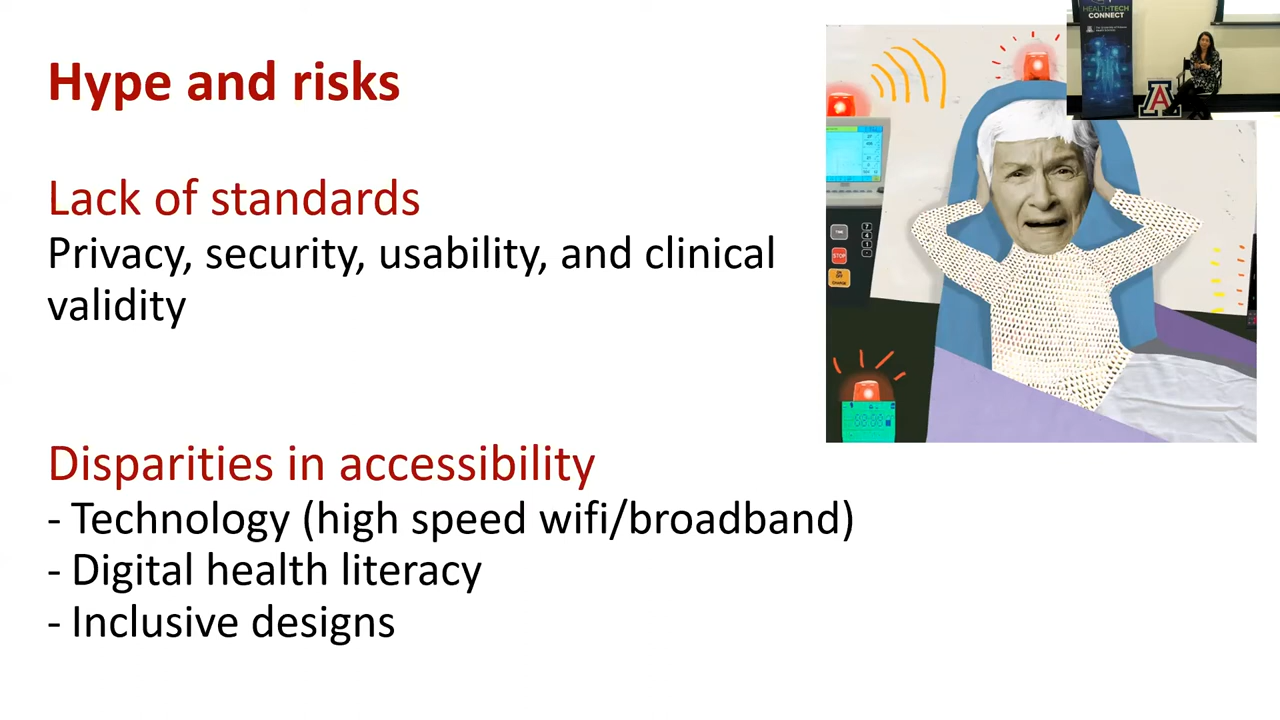 Hype and risks
Lack of standards
Privacy, security, usability, and clinical
validity
Disparities in accessibility
- Technology (high speed wifi/broadband)
- Digital health literacy
- Inclusive designs
HEALTHTECH
CONNECT
A
STOP